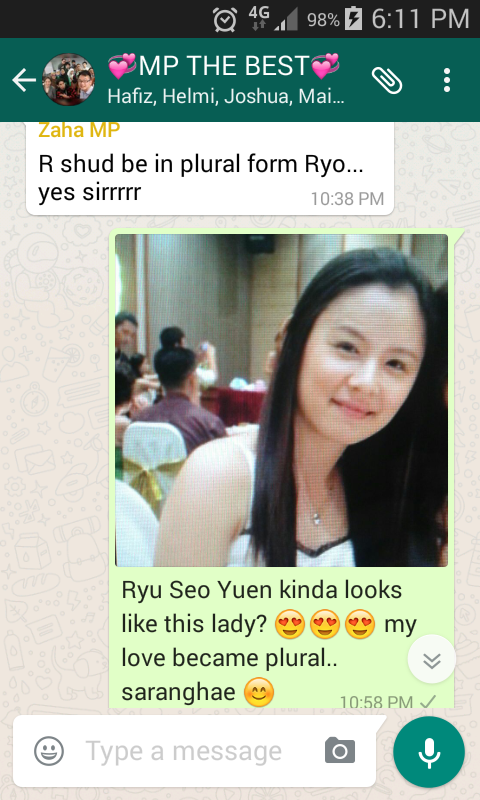 4G 98% 6:11 PM
💞MP THE BEST💞
Hafiz, Helmi, Joshua, Mai...
Zaha MP
R shud be in plural form Ryo...
yes sirrrrr
10:38 PM
Ryu Seo Yuen kinda looks
like this lady? 😍😍😍 my
love became plural..
saranghae 😊
10:58 PM
Type a message